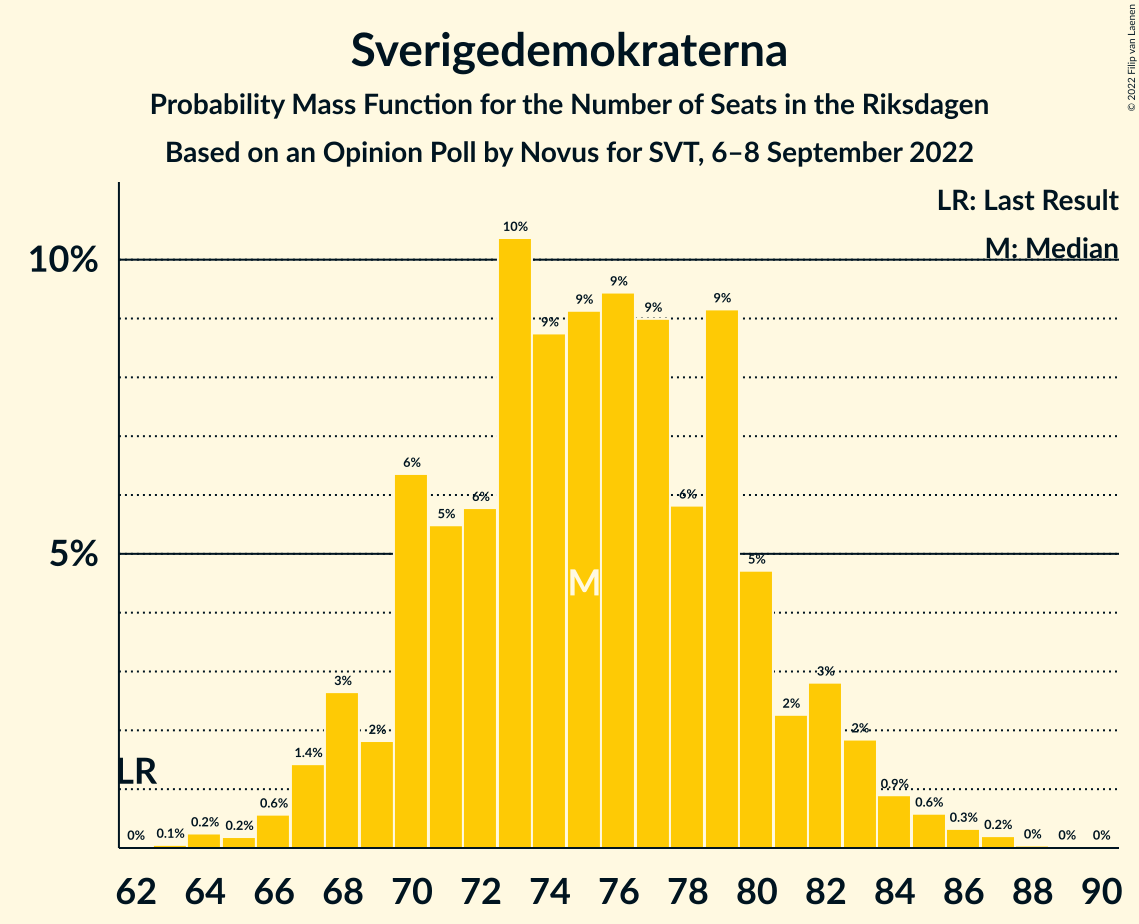 Sverigedemokraterna
Probability Mass Function for the Number of Seats in the Riksdagen
Based on an Opinion Poll by Novus for SVT, 6–8 September 2022
© 2022 Filip van Laenen
LR: Last Result
M: Median
10%
5%
0% 0.1% 0.2% 0.2% 0.6% 1.4% 3% 2% 6% 5% 6% 10% 9% 9% 9% 9% 6% 9% 5% 2% 3% 2% 0.9% 0.6% 0.3% 0.2% 0% 0% 0%
M
LR
62 64 66 68 70 72 74 76 78 80 82 84 86 88 90